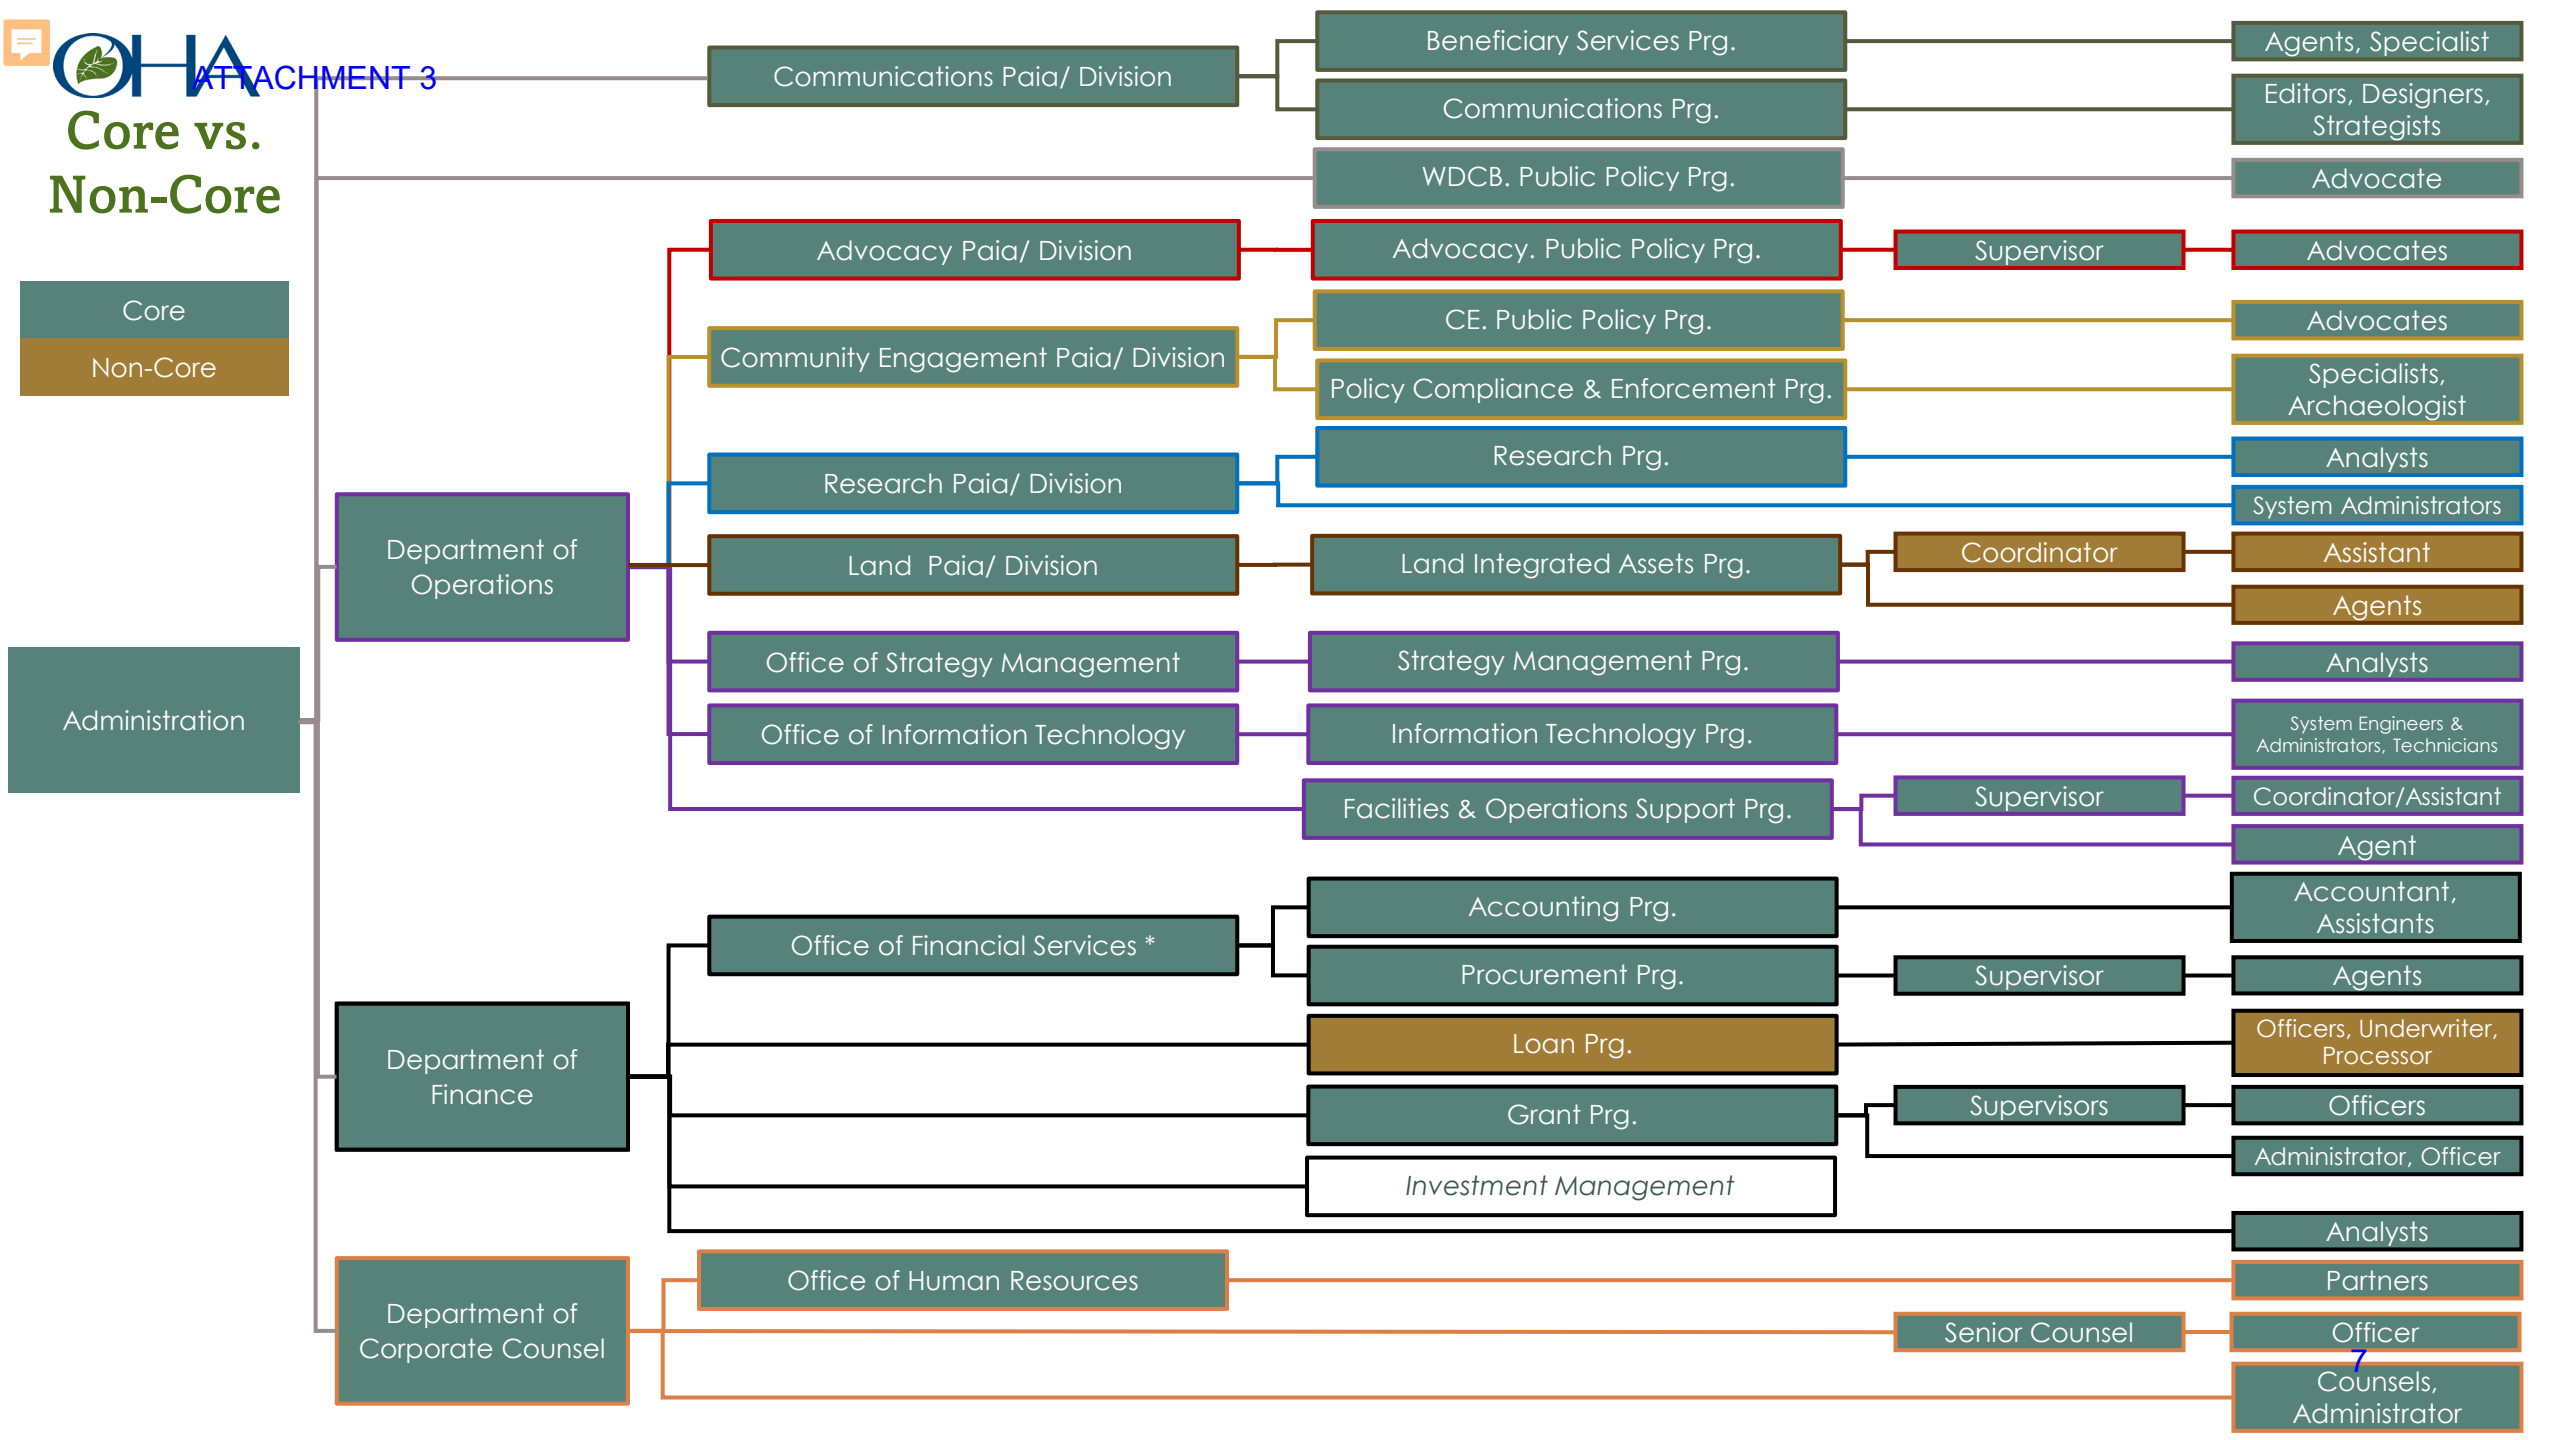 OHA
ATTACHMENT 3
Core vs.
Non-Core
Core
Non-Core
Administration
Department of
Operations
Department of
Finance
Department of
Corporate Counsel
Communications Paia/ Division
Beneficiary Services Prg.
Agents, Specialist
Communications Prg.
Editors, Designers,
Strategists
WDCB. Public Policy Prg.
Advocate
Advocacy Paia/ Division
Advocacy. Public Policy Prg.
Supervisor
Advocates
Community Engagement Paia/ Division
CE. Public Policy Prg.
Advocates
Policy Compliance & Enforcement Prg.
Specialists,
Archaeologist
Research Paia/ Division
Research Prg.
Analysts
System Administrators
Land  Paia/ Division
Land Integrated Assets Prg.
Coordinator
Assistant
Agents
Office of Strategy Management
Strategy Management Prg.
Analysts
Office of Information Technology
Information Technology Prg.
System Engineers &
Administrators, Technicians
Facilities & Operations Support Prg.
Supervisor
Coordinator/Assistant
Agent
Office of Financial Services *
Accounting Prg.
Accountant,
Assistants
Procurement Prg.
Supervisor
Agents
Loan Prg.
Officers, Underwriter,
Processor
Grant Prg.
Supervisors
Officers
Administrator, Officer
Investment Management
Analysts
Office of Human Resources
Partners
Senior Counsel
Officer
7
Counsels,
Administrator